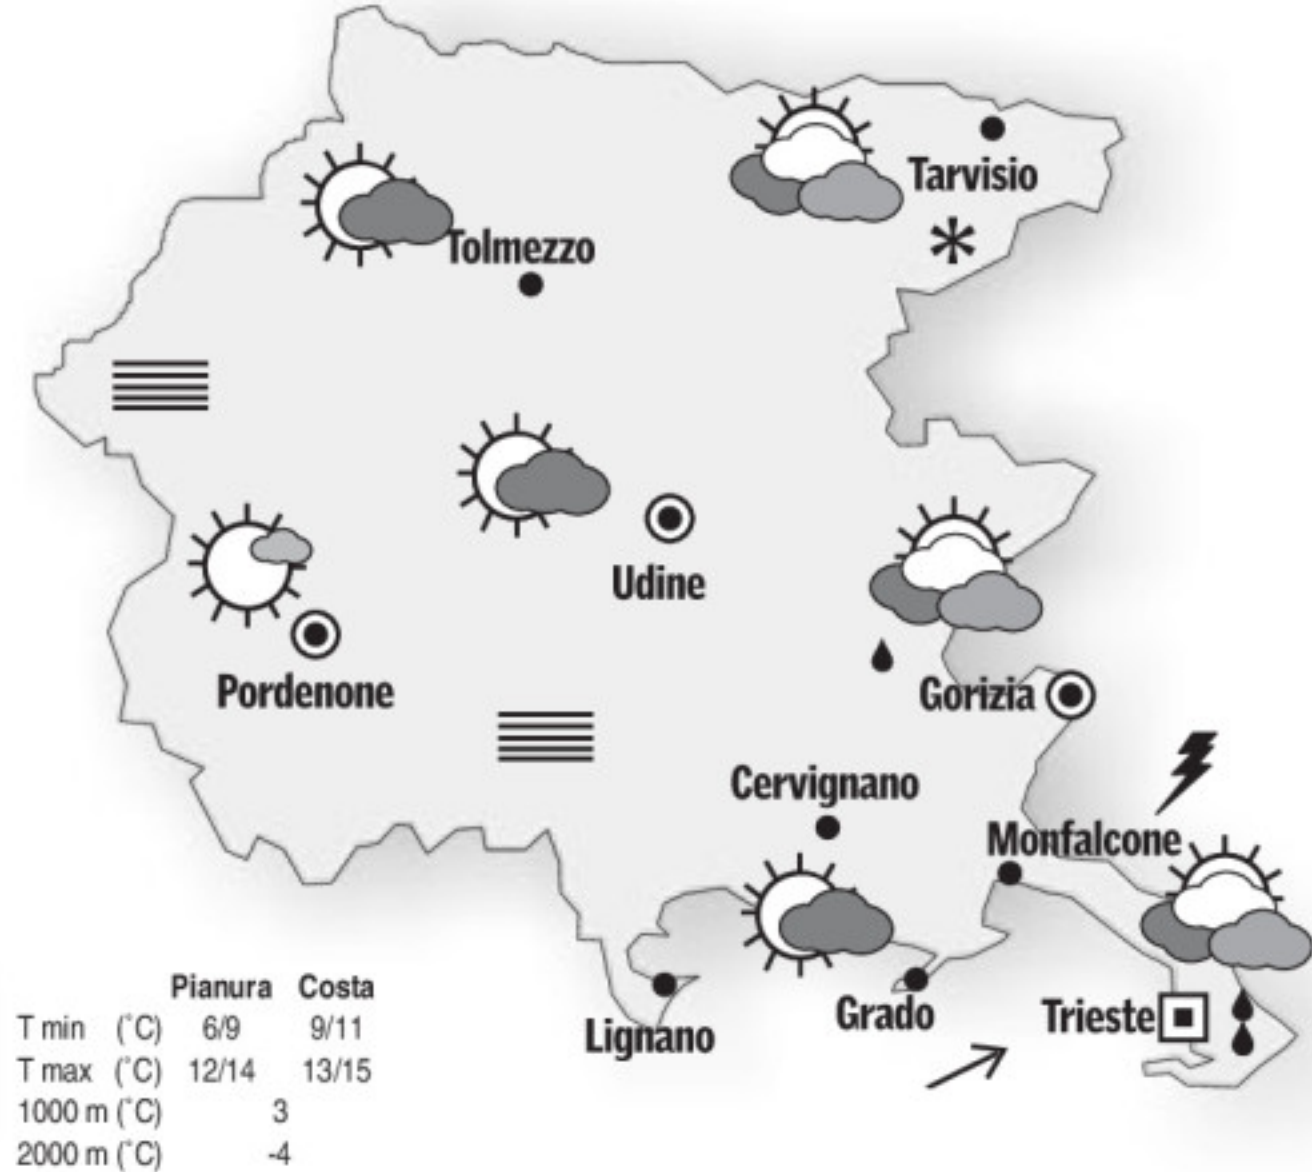 Tarvisio
Tolmezzo
Udine
Pordenone
Gorizia
Cervignano
Monfalcone
Grado
Trieste
Lignano
Pianura Costa
T min (°C) 6/9 9/11
T max (°C) 12/14 13/15
1000 m (°C) 3
2000 m (°C) -4